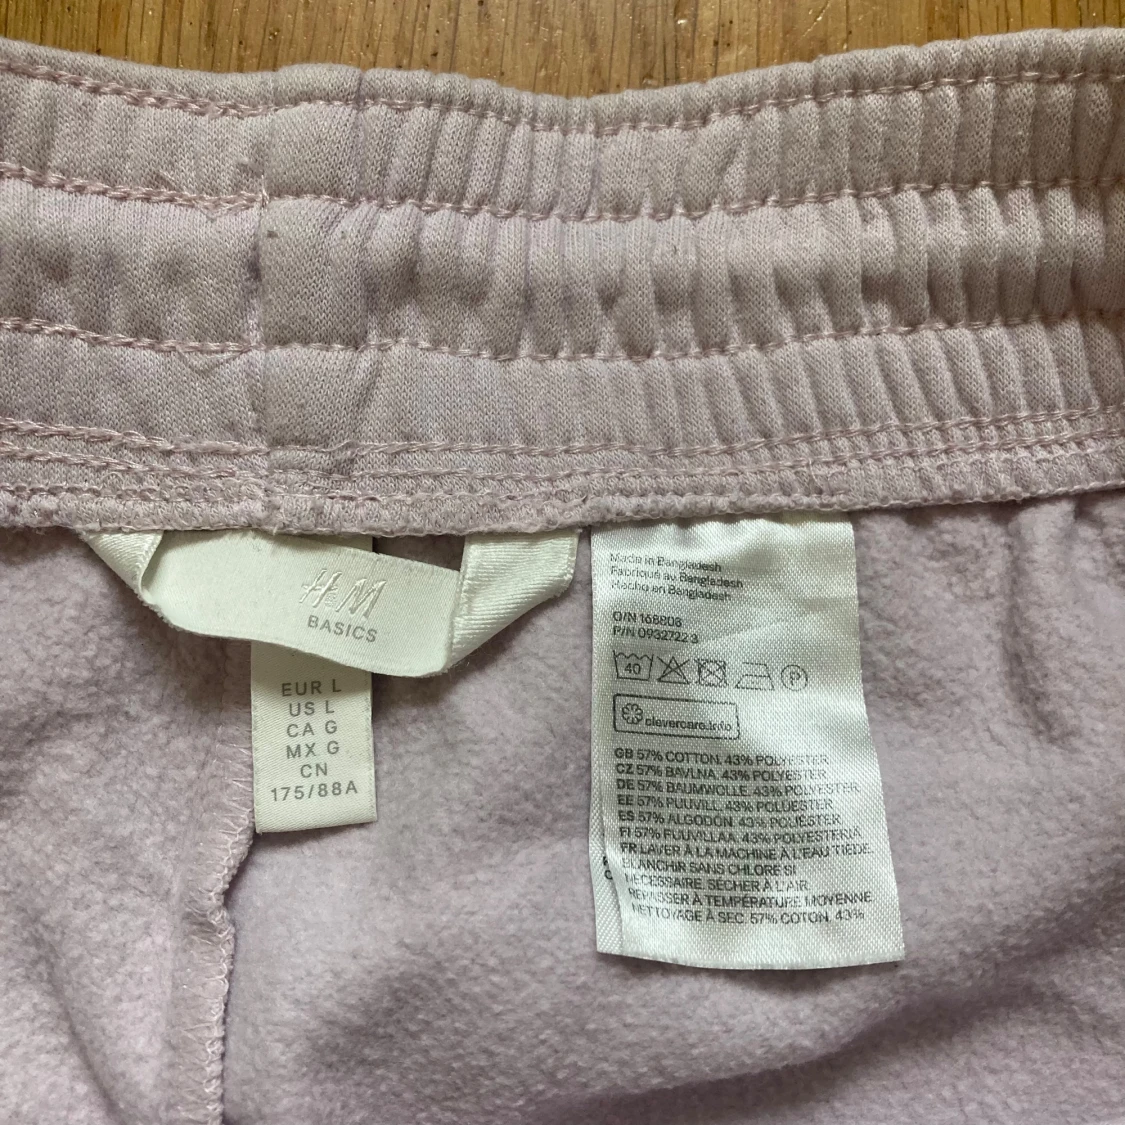 H&M
BASICS
EUR L
US L
CA G
MX G
CN
175/88A
Made in Bangladesh
Fabriqué au Bangladesh
Hecho en Bangladesh
O/N 168808
P/N 0932722 3
40
P
clevercare.info
GB 57% COTTON. 43% POLYESTER
CZ 57% BAVLNA. 43% POLYESTER
DE 57% BAUMWOLLE. 43% POLYESTER
EE 57% PUUVILL. 43% POLÜESTER
ES 57% ALGODON. 43% POLIÉSTER
FI 57% PUUVILLAA. 43% POLYESTERIÄ
FR LAVER À LA MACHINE À L'EAU TIÈDE.
BLANCHIR SANS CHLORE SI
NÉCESSAIRE. SÉCHER À L'AIR.
REPASSER À TEMPÉRATURE MOYENNE.
NETTOYAGE À SEC. 57% COTON. 43%